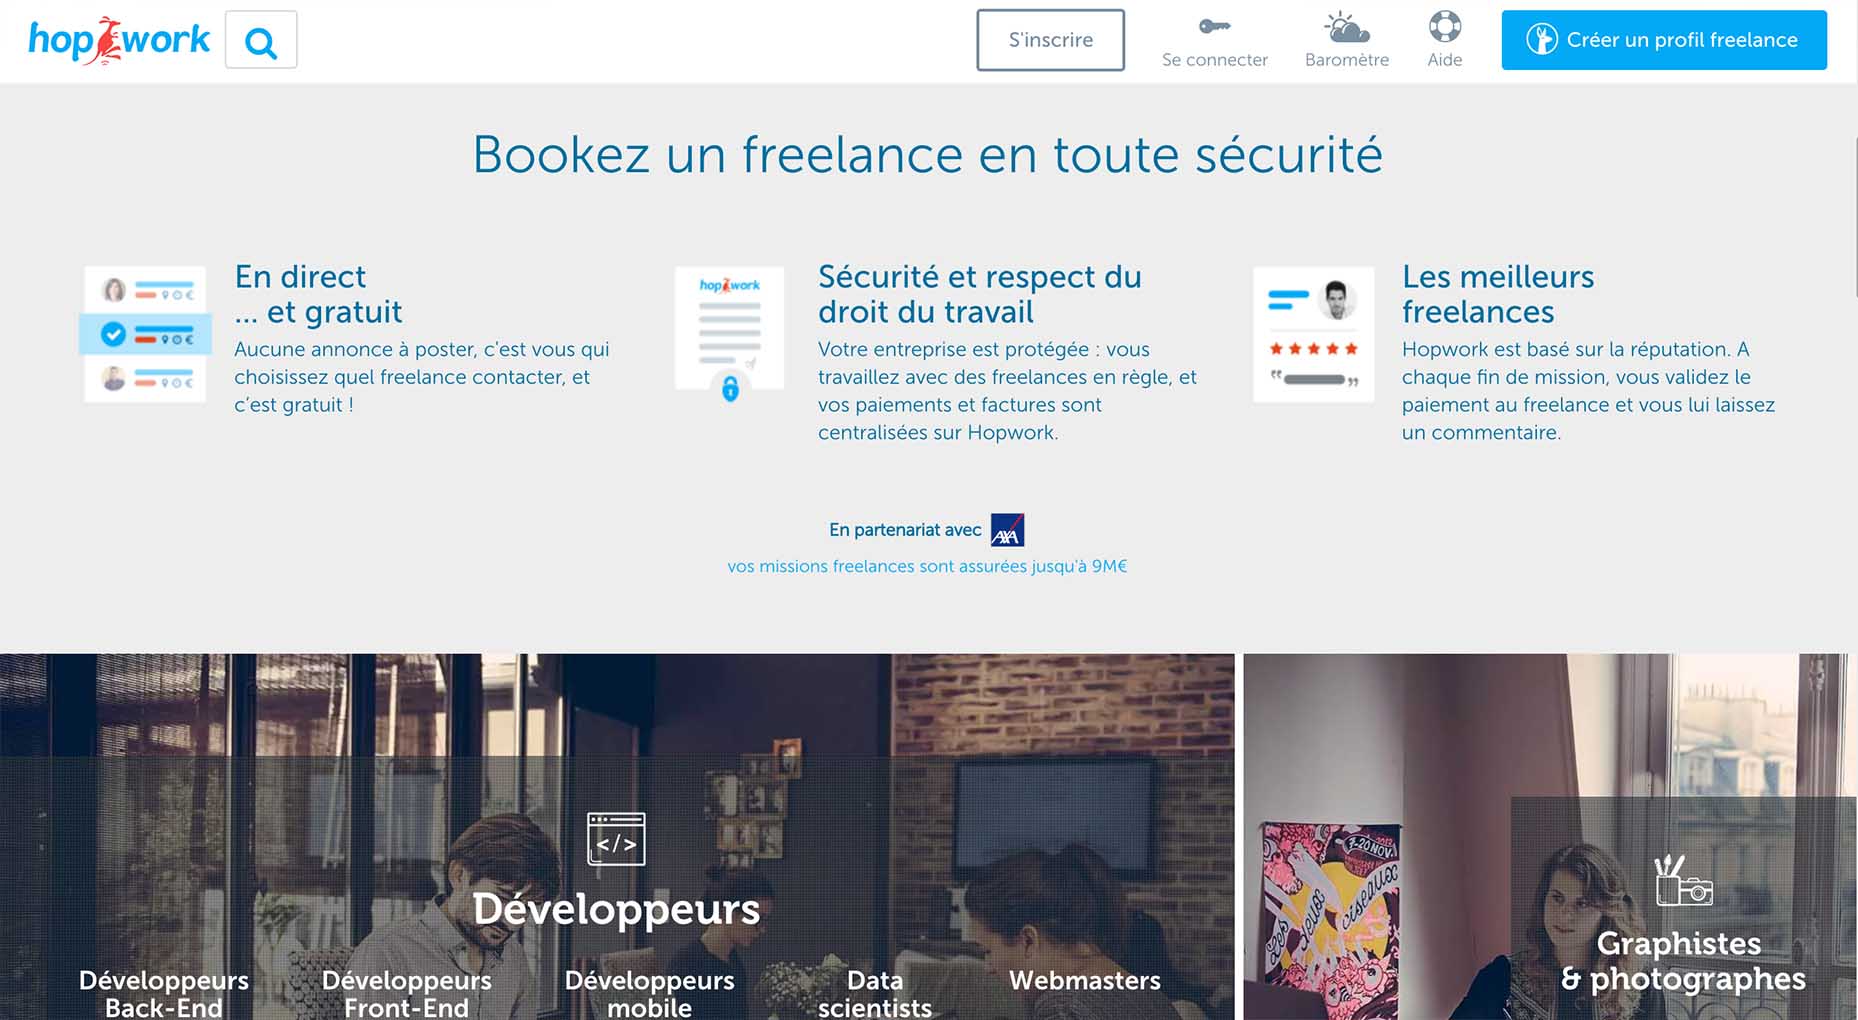 hopwork
S'inscrire
Se connecter
Baromètre
Aide
Créer un profil freelance
Bookez un freelance en toute sécurité
En direct
... et gratuit
Aucune annonce à poster, c'est vous qui
choisissez quel freelance contacter, et
c’est gratuit !
hopwork
Sécurité et respect du
droit du travail
Votre entreprise est protégée : vous
travaillez avec des freelances en règle, et
vos paiements et factures sont
centralisées sur Hopwork.
Les meilleurs
freelances
Hopwork est basé sur la réputation. A
chaque fin de mission, vous validez le
paiement au freelance et vous lui laissez
un commentaire.
En partenariat avec AXA
vos missions freelances sont assurées jusqu'à 9M€
</>
Développeurs
Développeurs
Back-End
Développeurs
Front-End
Développeurs
mobile
Data
scientists
Webmasters
7-20 NOV.
deux
ciseaux
Graphistes
& photographes